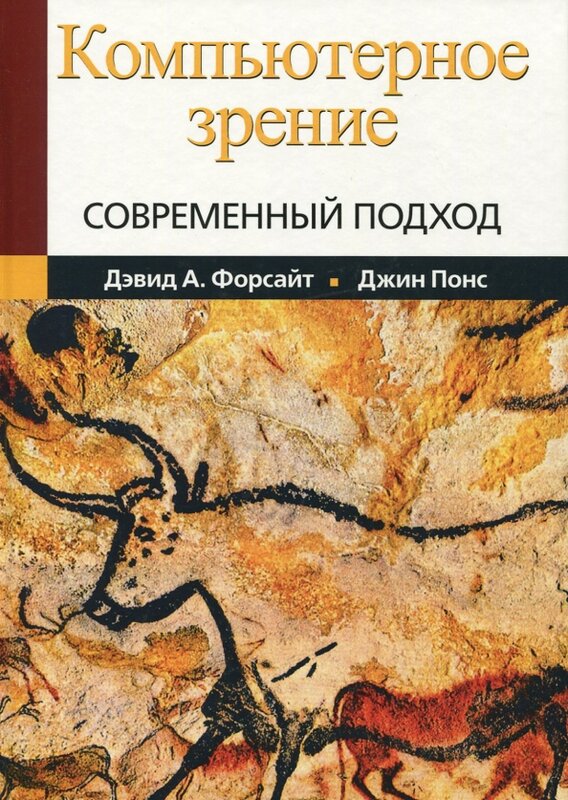 Компьютерное
зрение
СОВРЕМЕННЫЙ ПОДХОД
Дэвид А. Форсайт ▪ Джин Понс